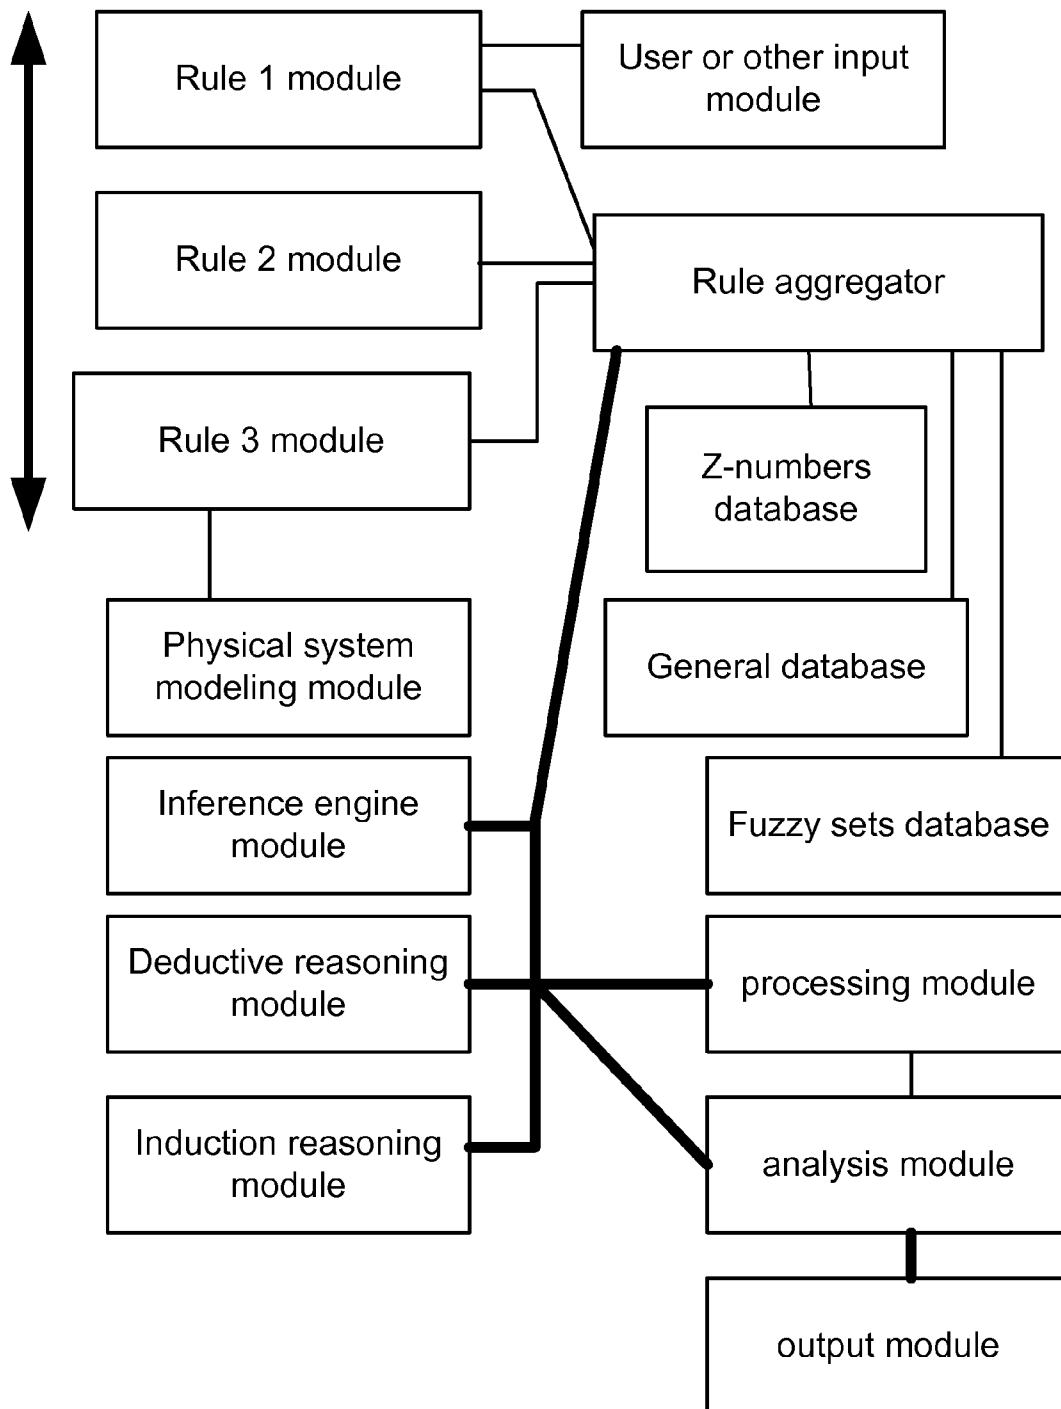 Rule 1 module
User or other input
module
Rule 2 module
Rule aggregator
Rule 3 module
Z-numbers
database
Physical system
modeling module
General database
Inference engine
module
Fuzzy sets database
Deductive reasoning
module
processing module
Induction reasoning
module
analysis module
output module